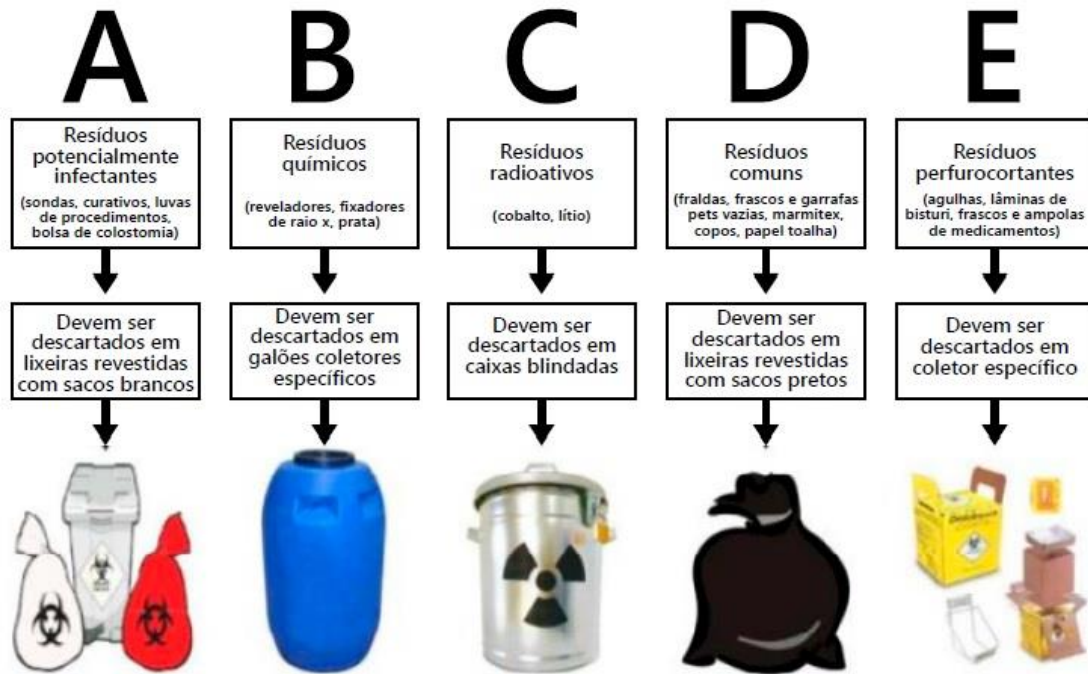 A
B
C
D
E
Resíduos
potencialmente
infectantes
(sondas, curativos, luvas
de procedimentos,
bolsa de colostomia)
Resíduos
químicos
(reveladores, fixadores
de raio x, prata)
Resíduos
radioativos
(cobalto, lítio)
Resíduos
comuns
(fraldas, frascos e garrafas
pets vazias, marmitex,
copos, papel toalha)
Resíduos
perfurocortantes
(agulhas, lâminas de
bisturi, frascos e ampolas
de medicamentos)
Devem ser
descartados em
lixeiras revestidas
com sacos brancos
Devem ser
descartados em
galões coletores
específicos
Devem ser
descartados em
caixas blindadas
Devem ser
descartados em
lixeiras revestidas
com sacos pretos
Devem ser
descartados em
coletor específico